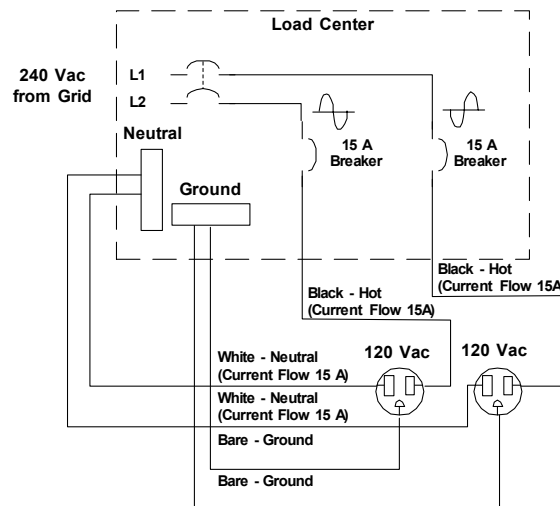 Load Center
240 Vac
from Grid
L1
L2
Neutral
15 A
Breaker
15 A
Breaker
Ground
Black - Hot
(Current Flow 15A
Black - Hot
(Current Flow 15A)
120 Vac
120 Vac
White - Neutral
(Current Flow 15 A)
White - Neutral
(Current Flow 15 A)
Bare - Ground
Bare - Ground